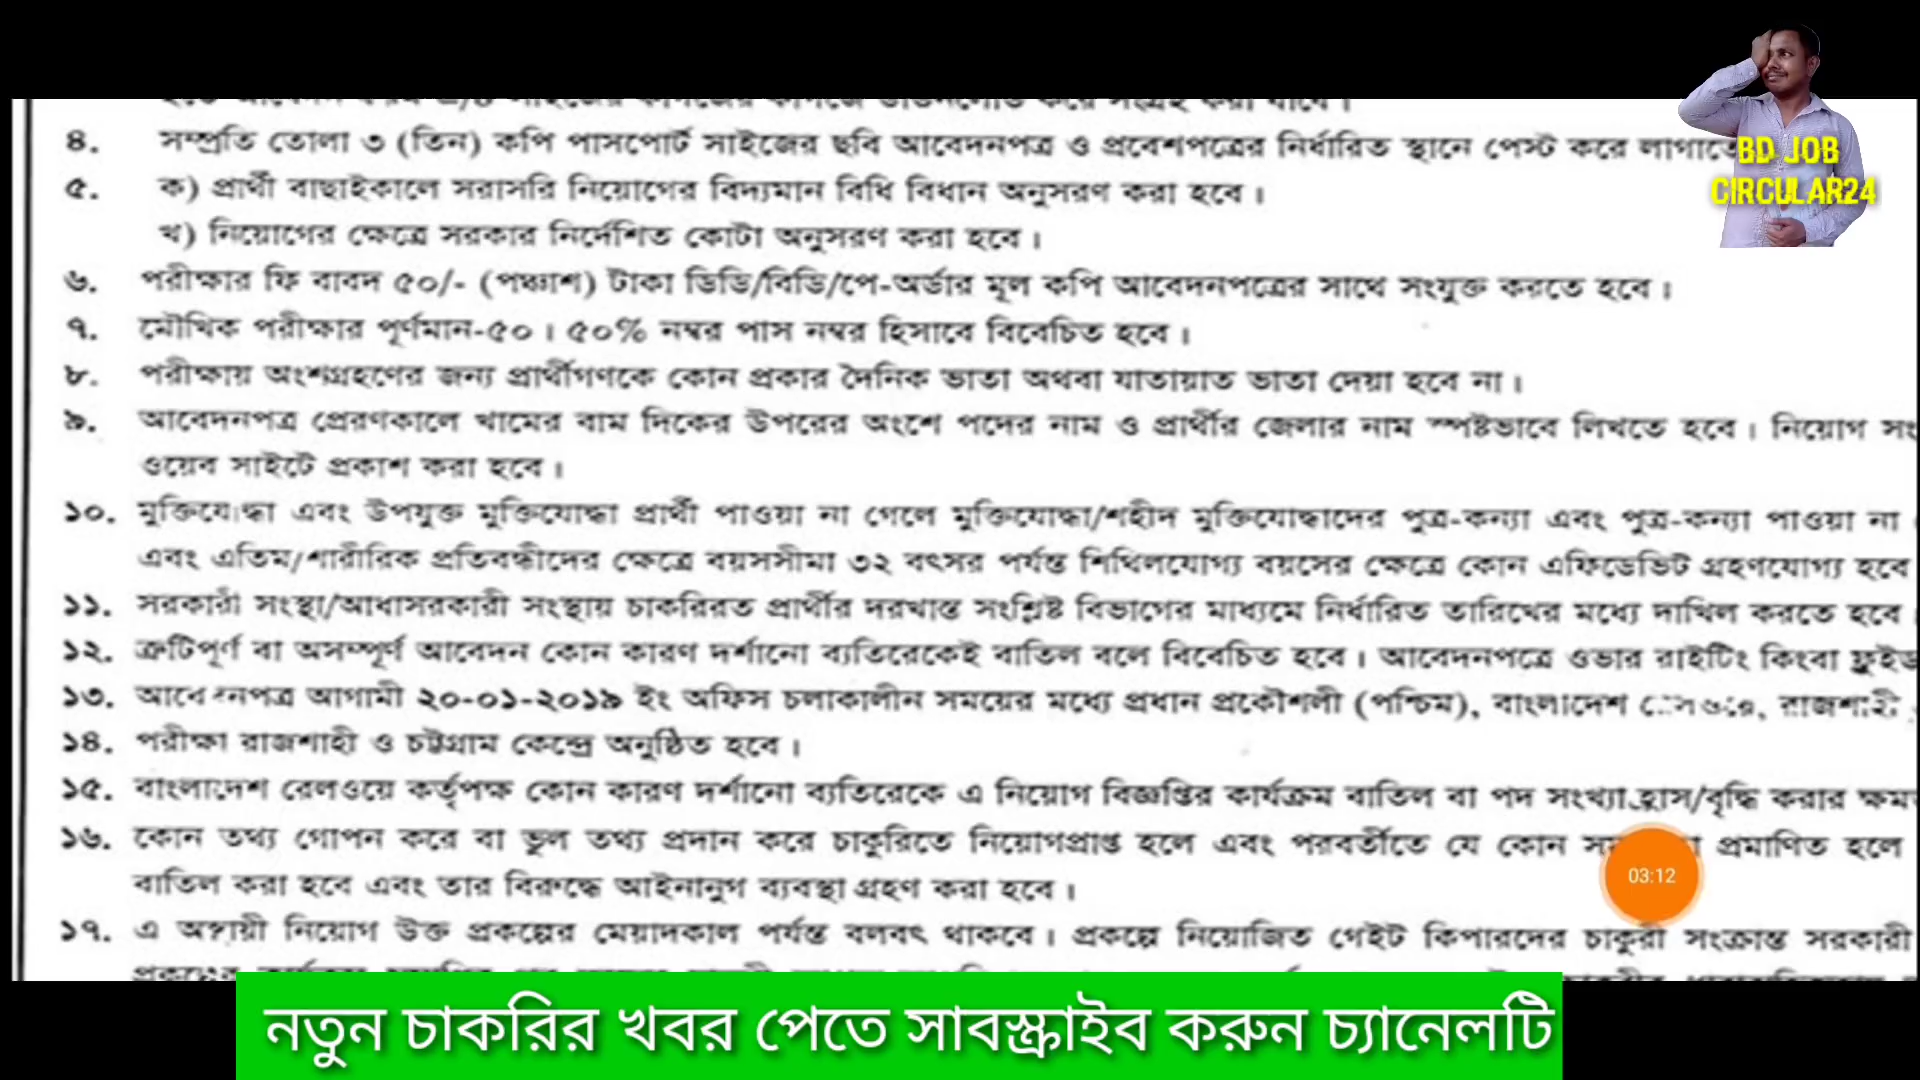 ৪. সম্প্রতি তোলা ৩ (তিন) কপি পাসপোর্ট সাইজের ছবি আবেদনপত্র ও প্রবেশপত্রের নির্ধারিত স্থানে পেস্ট করে লাগাতে
BD JOB
CIRCULAR24
৫. ক) প্রার্থী বাছাইকালে সরাসরি নিয়োগের বিদ্যমান বিধি বিধান অনুসরণ করা হবে।
খ) নিয়োগের ক্ষেত্রে সরকার নির্দেশিত কোটা অনুসরণ করা হবে।
৬. পরীক্ষার ফি বাবদ ৫০/- (পঞ্চাশ) টাকা ডিডি/বিডি/পে-অর্ডার মূল কপি আবেদনপত্রের সাথে সংযুক্ত করতে হবে।
৭. মৌখিক পরীক্ষার পূর্ণমান-৫০। ৫০% নম্বর পাস নম্বর হিসাবে বিবেচিত হবে।
৮. পরীক্ষায় অংশগ্রহণের জন্য প্রার্থীগণকে কোন প্রকার দৈনিক ভাতা অথবা যাতায়াত ভাতা দেয়া হবে না।
৯. আবেদনপত্র প্রেরণকালে খামের বাম দিকের উপরের অংশে পদের নাম ও প্রার্থীর জেলার নাম স্পষ্টভাবে লিখতে হবে। নিয়োগ সং
ওয়েব সাইটে প্রকাশ করা হবে।
১০. মুক্তিযোদ্ধা এবং উপযুক্ত মুক্তিযোদ্ধা প্রার্থী পাওয়া না গেলে মুক্তিযোদ্ধা/শহীদ মুক্তিযোদ্ধাদের পুত্র-কন্যা এবং পুত্র-কন্যা পাওয়া না
এবং এতিম/শারীরিক প্রতিবন্ধীদের ক্ষেত্রে বয়সসীমা ৩২ বৎসর পর্যন্ত শিথিলযোগ্য বয়সের ক্ষেত্রে কোন এফিডেভিট গ্রহণযোগ্য হবে
১১. সরকারী সংস্থা/আধাসরকারী সংস্থায় চাকরিরত প্রার্থীর দরখাস্ত সংশ্লিষ্ট বিভাগের মাধ্যমে নির্ধারিত তারিখের মধ্যে দাখিল করতে হবে
১২. ত্রুটিপূর্ণ বা অসম্পূর্ণ আবেদন কোন কারণ দর্শানো ব্যতিরেকেই বাতিল বলে বিবেচিত হবে। আবেদনপত্রে ওভার রাইটিং কিংবা ফ্লুইড
১৩. আবেদনপত্র আগামী ২০-০১-২০১৯ ইং অফিস চলাকালীন সময়ের মধ্যে প্রধান প্রকৌশলী (পশ্চিম), বাংলাদেশ রেলওয়ে, রাজশাহী
১৪. পরীক্ষা রাজশাহী ও চট্টগ্রাম কেন্দ্রে অনুষ্ঠিত হবে।
১৫. বাংলাদেশ রেলওয়ে কর্তৃপক্ষ কোন কারণ দর্শানো ব্যতিরেকে এ নিয়োগ বিজ্ঞপ্তির কার্যক্রম বাতিল বা পদ সংখ্যা হ্রাস/বৃদ্ধি করার
১৬. কোন তথ্য গোপন করে বা ভুল তথ্য প্রদান করে চাকুরিতে নিয়োগপ্রাপ্ত হলে এবং পরবর্তীতে যে কোন প্রমাণিত হলে
03:12
বাতিল করা হবে এবং তার বিরুদ্ধে আইনানুগ ব্যবস্থা গ্রহণ করা হবে।
১৭. এ অস্থায়ী নিয়োগ উক্ত প্রকল্পের মেয়াদকাল পর্যন্ত বলবৎ থাকবে। প্রকল্পে নিয়োজিত গেইট কিপারদের চাকুরী সংক্রান্ত সরকারী
নতুন চাকরির খবর পেতে সাবস্ক্রাইব করুন চ্যানেলটি